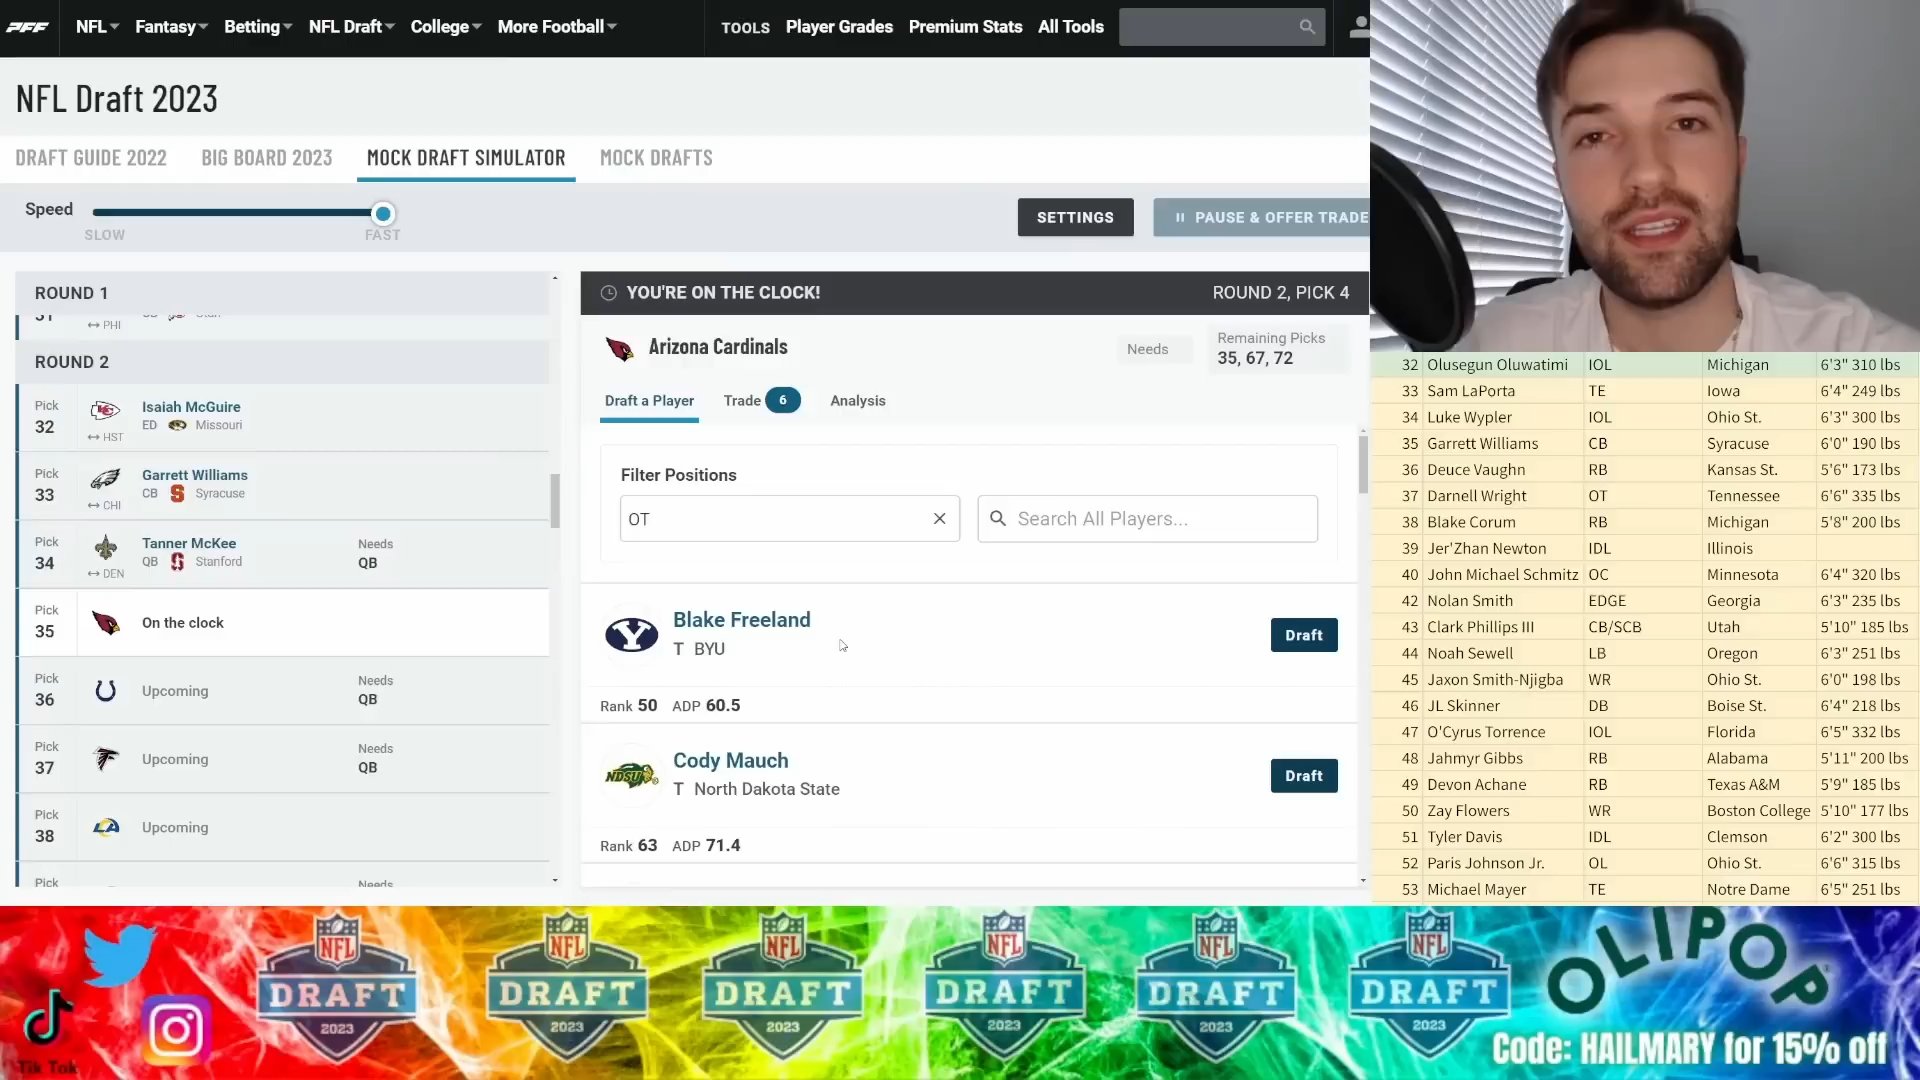 PFF
NFL
Fantasy
Betting
NFL Draft
College
More Football
TOOLS
Player Grades
Premium Stats
All Tools
NFL Draft 2023
DRAFT GUIDE 2022
BIG BOARD 2023
MOCK DRAFT SIMULATOR
MOCK DRAFTS
Speed
SLOW
FAST
SETTINGS
PAUSE & OFFER TRADE
ROUND 1
31
PHI
ROUND 2
Pick
32
HST
Isaiah McGuire
ED Missouri
Pick
33
CHI
Garrett Williams
CB S Syracuse
Pick
34
DEN
Tanner McKee
QB S Stanford
Needs
QB
Pick
35
On the clock
Pick
36
Upcoming
Needs
QB
Pick
37
Upcoming
Needs
QB
Pick
38
Upcoming
Pick
Needs
YOU'RE ON THE CLOCK!
ROUND 2, PICK 4
Arizona Cardinals
Needs
Remaining Picks
35, 67, 72
Draft a Player
Trade 6
Analysis
Filter Positions
OT
Search All Players...
Y
Blake Freeland
T BYU
Draft
Rank 50 ADP 60.5
NDSU
Cody Mauch
T North Dakota State
Draft
Rank 63 ADP 71.4
32 Olusegun Oluwatimi IOL Michigan 6'3" 310 lbs
33 Sam LaPorta TE Iowa 6'4" 249 lbs
34 Luke Wypler IOL Ohio St. 6'3" 300 lbs
35 Garrett Williams CB Syracuse 6'0" 190 lbs
36 Deuce Vaughn RB Kansas St. 5'6" 173 lbs
37 Darnell Wright OT Tennessee 6'6" 335 lbs
38 Blake Corum RB Michigan 5'8" 200 lbs
39 Jer'Zhan Newton IDL Illinois
40 John Michael Schmitz OC Minnesota 6'4" 320 lbs
42 Nolan Smith EDGE Georgia 6'3" 235 lbs
43 Clark Phillips III CB/SCB Utah 5'10" 185 lbs
44 Noah Sewell LB Oregon 6'3" 251 lbs
45 Jaxon Smith-Njigba WR Ohio St. 6'0" 198 lbs
46 JL Skinner DB Boise St. 6'4" 218 lbs
47 O'Cyrus Torrence IOL Florida 6'5" 332 lbs
48 Jahmyr Gibbs RB Alabama 5'11" 200 lbs
49 Devon Achane RB Texas A&M 5'9" 185 lbs
50 Zay Flowers WR Boston College 5'10" 177 lbs
51 Tyler Davis IDL Clemson 6'2" 300 lbs
52 Paris Johnson Jr. OL Ohio St. 6'6" 315 lbs
53 Michael Mayer TE Notre Dame 6'5" 251 lbs
Tik Tok
NFL
DRAFT
2023
NFL
DRAFT
2023
NFL
DRAFT
2023
NFL
DRAFT
2023
NFL
DRAFT
2023
NFL
DRAFT
2023
OLIPOP
Code: HAILMARY for 15% off